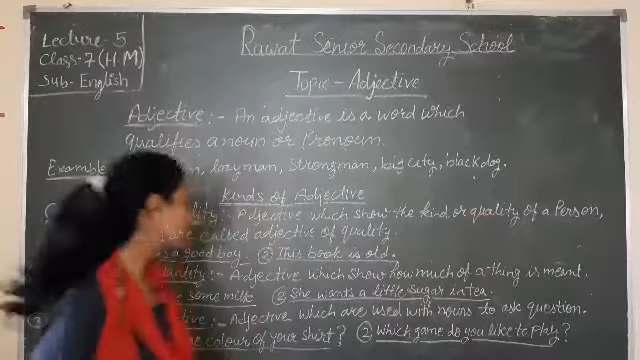 Lecture-5
Class-7(H.M)
Sub- English
Rawat Senior Secondary School
Topic-Adjective
Adjective:- An adjective is a word which
qualifies a noun or Pronoun.
Example lazyman, Strongman, big city, black dog.
kinds of Adjective
Adjective which show the kind or quality of a Person,
are called adjective of quality.
a good boy ② This book is old.
Adjective which show how much of a thing is meant.
some milk ② She wants a little Sugar in tea.
③ Adjective which are used with nouns to ask question.
colour of your shirt? ② Which game do you like to Play?